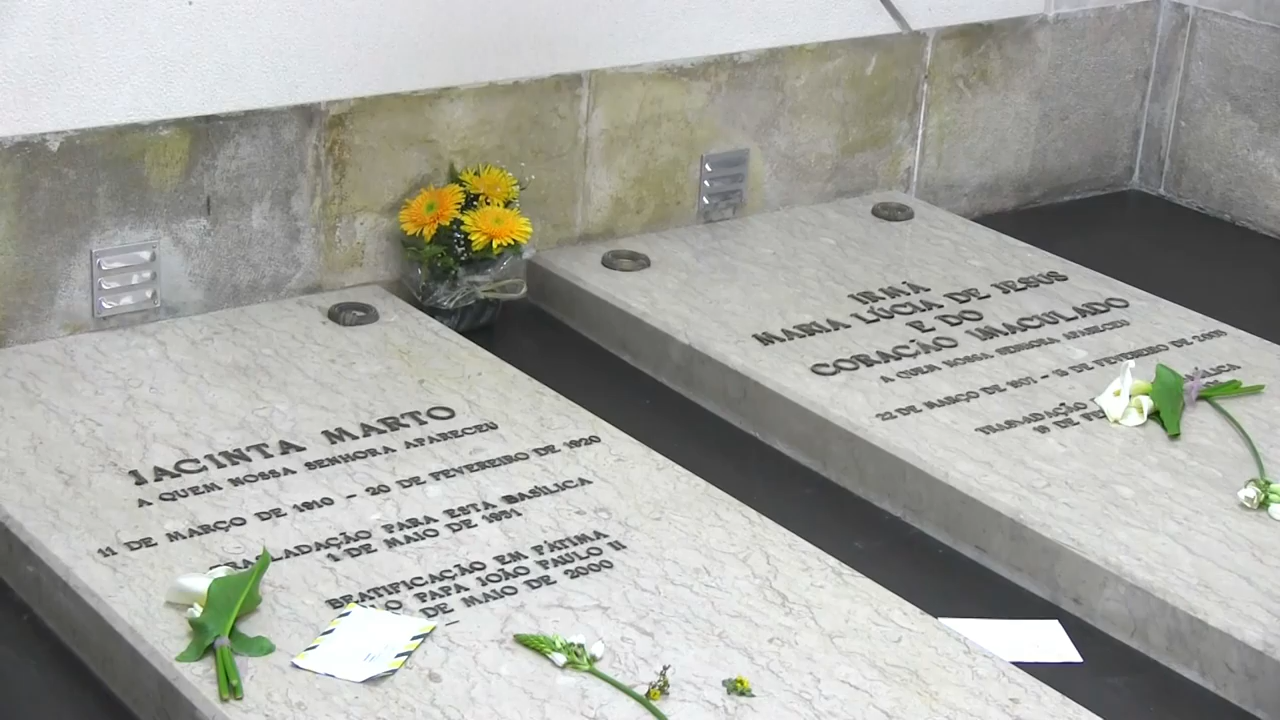 JACINTA MARTO
A QUEM NOSSA SENHORA APARECEU
11 DE MARÇO DE 1910 - 20 DE FEVEREIRO DE 1920
PARA ESTA BASÍLICA
1 DE MAIO DE 1951
BEATIFICAÇÃO EM FÁTIMA
PAPA JOÃO PAULO II
DE MAIO DE 2000
IRMÃ
MARIA LÚCIA DE JESUS
E DO
CORAÇÃO IMACULADO
A QUEM NOSSA SENHORA APARECEU
22 DE MARÇO DE 1907 - 13 DE FEVEREIRO DE 2005
TRASLADAÇÃO
19 DE